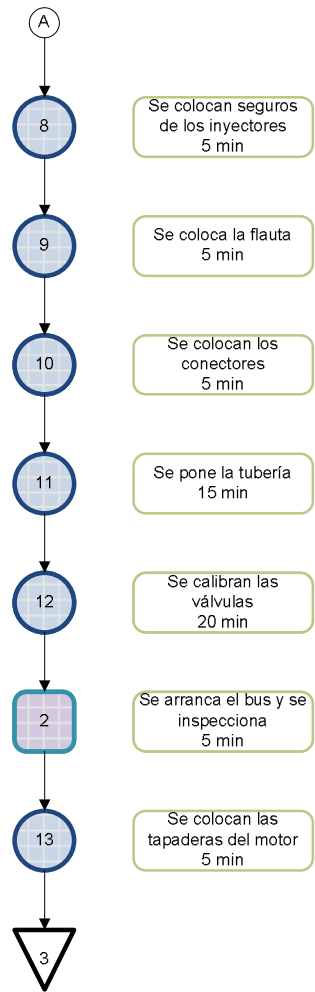 A
8
Se colocan seguros
de los inyectores
5 min
9
Se coloca la flauta
5 min
10
Se colocan los
conectores
5 min
11
Se pone la tubería
15 min
12
Se calibran las
válvulas
20 min
2
Se arranca el bus y se
inspecciona
5 min
13
Se colocan las
tapaderas del motor
5 min
3